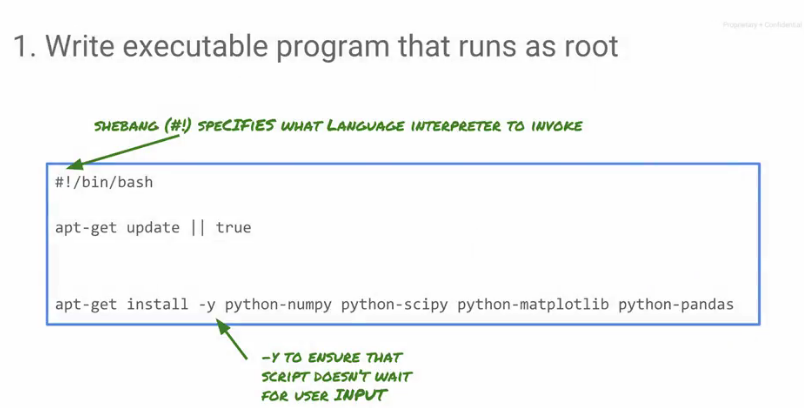 Proprietary + Confidential
1. Write executable program that runs as root
SHEBANG (#!) SPECIFIES WHAT LANGUAGE INTERPRETER TO INVOKE
#!/bin/bash
apt-get update || true
apt-get install -y python-numpy python-scipy python-matplotlib python-pandas
-Y TO ENSURE THAT
SCRIPT DOESN'T WAIT
FOR USER INPUT